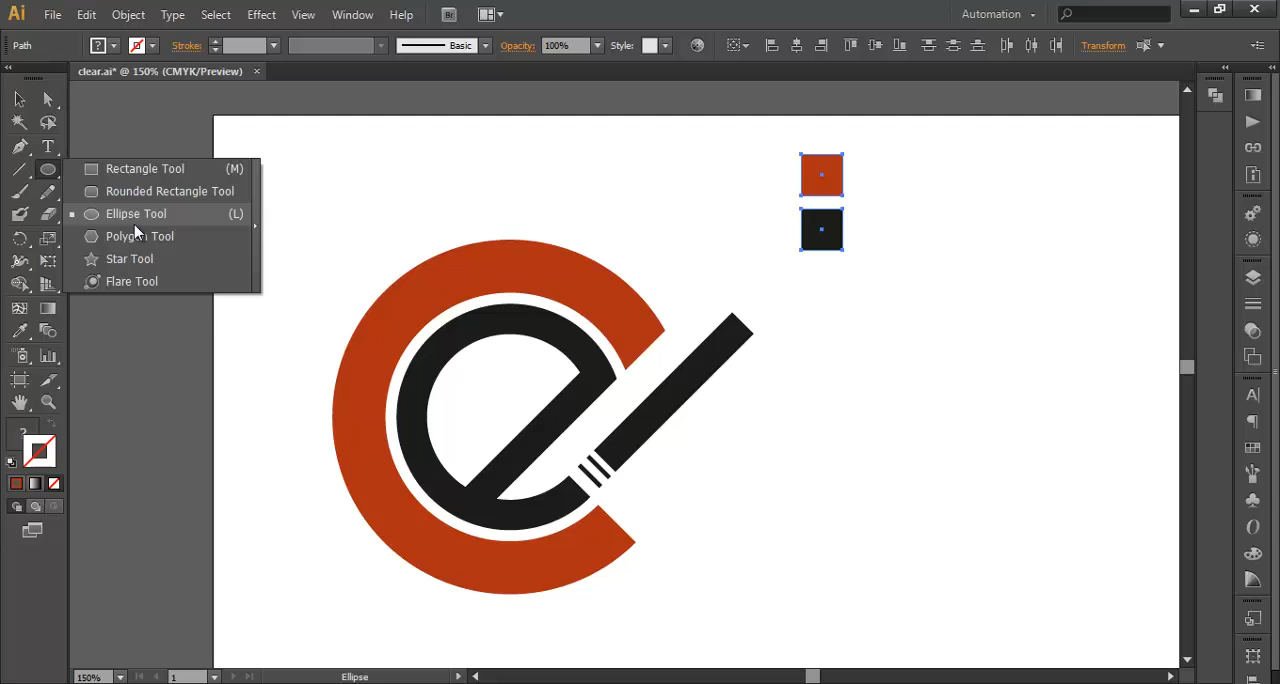 Ai File Edit Object Type Select Effect View Window Help Br Automation
Path ? Stroke: Basic Opacity: 100% Style: Transform
clear.ai* @ 150% (CMYK/Preview) ×
T
Rectangle Tool (M)
Rounded Rectangle Tool
Ellipse Tool (L)
Polygon Tool
Star Tool
Flare Tool
?
150% 1 Ellipse